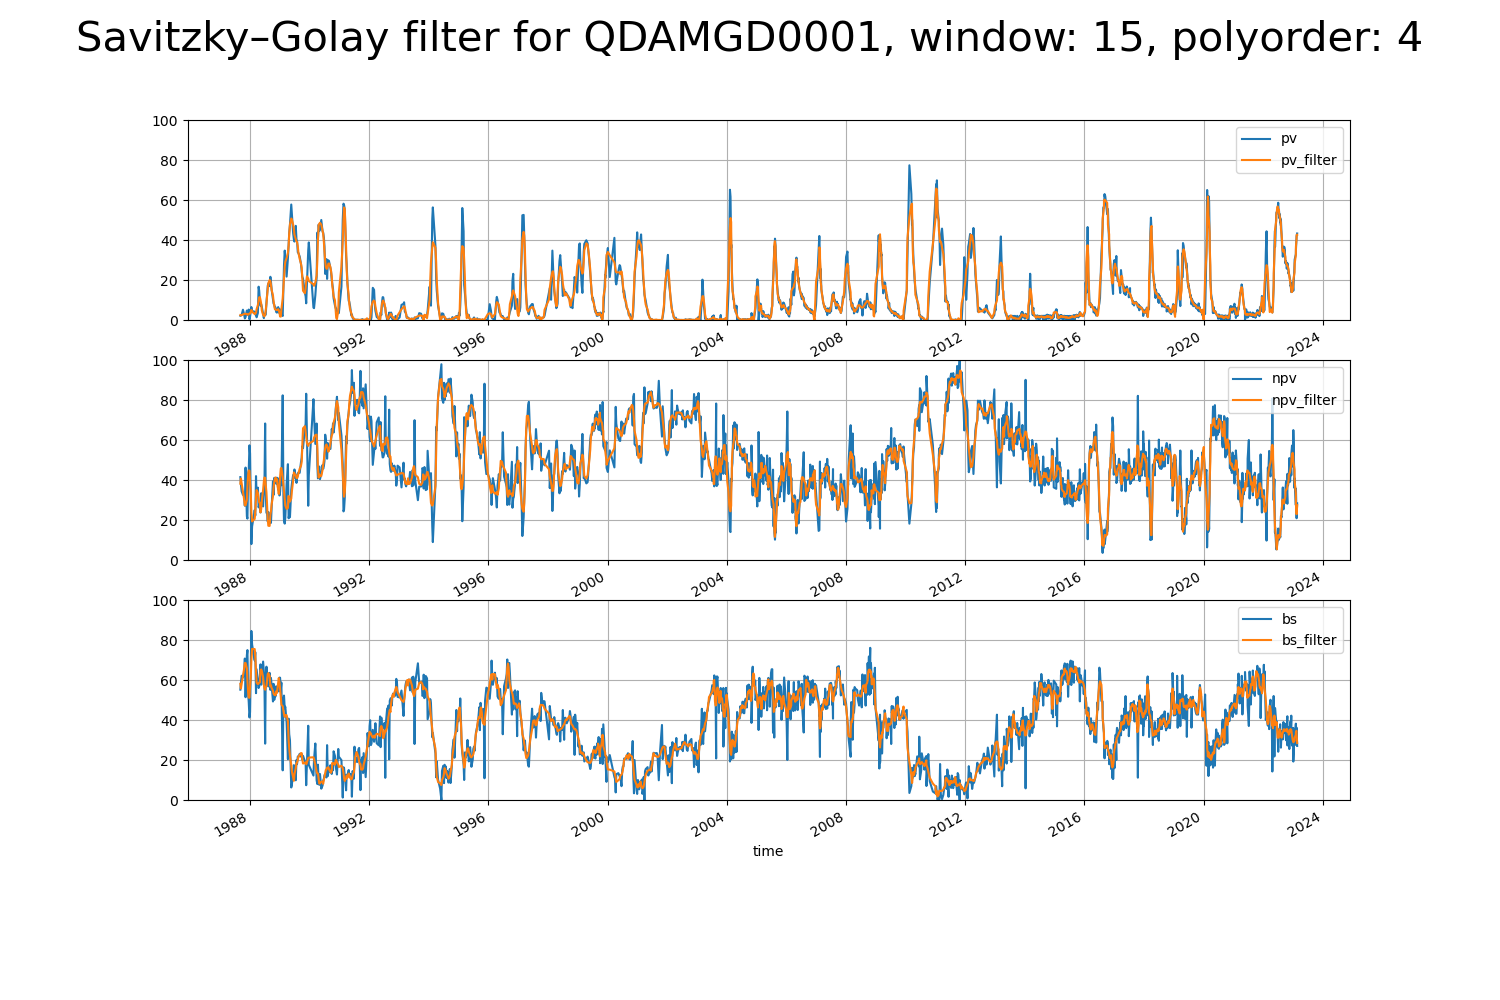 Savitzky–Golay filter for QDAMGD0001, window: 15, polyorder: 4
100
80
60
40
20
0
pv
pv_filter
1988 1992 1996 2000 2004 2008 2012 2016 2020 2024
100
80
60
40
20
0
npv
npv_filter
1988 1992 1996 2000 2004 2008 2012 2016 2020 2024
100
80
60
40
20
0
bs
bs_filter
1988 1992 1996 2000 2004 2008 2012 2016 2020 2024
time